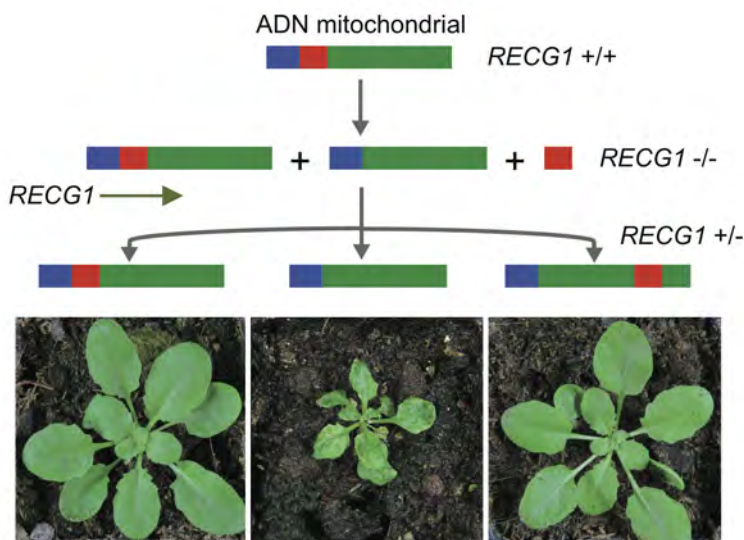 ADN mitochondrial
RECG1 +/+
+
+
RECG1 -/-
RECG1
RECG1 +/-